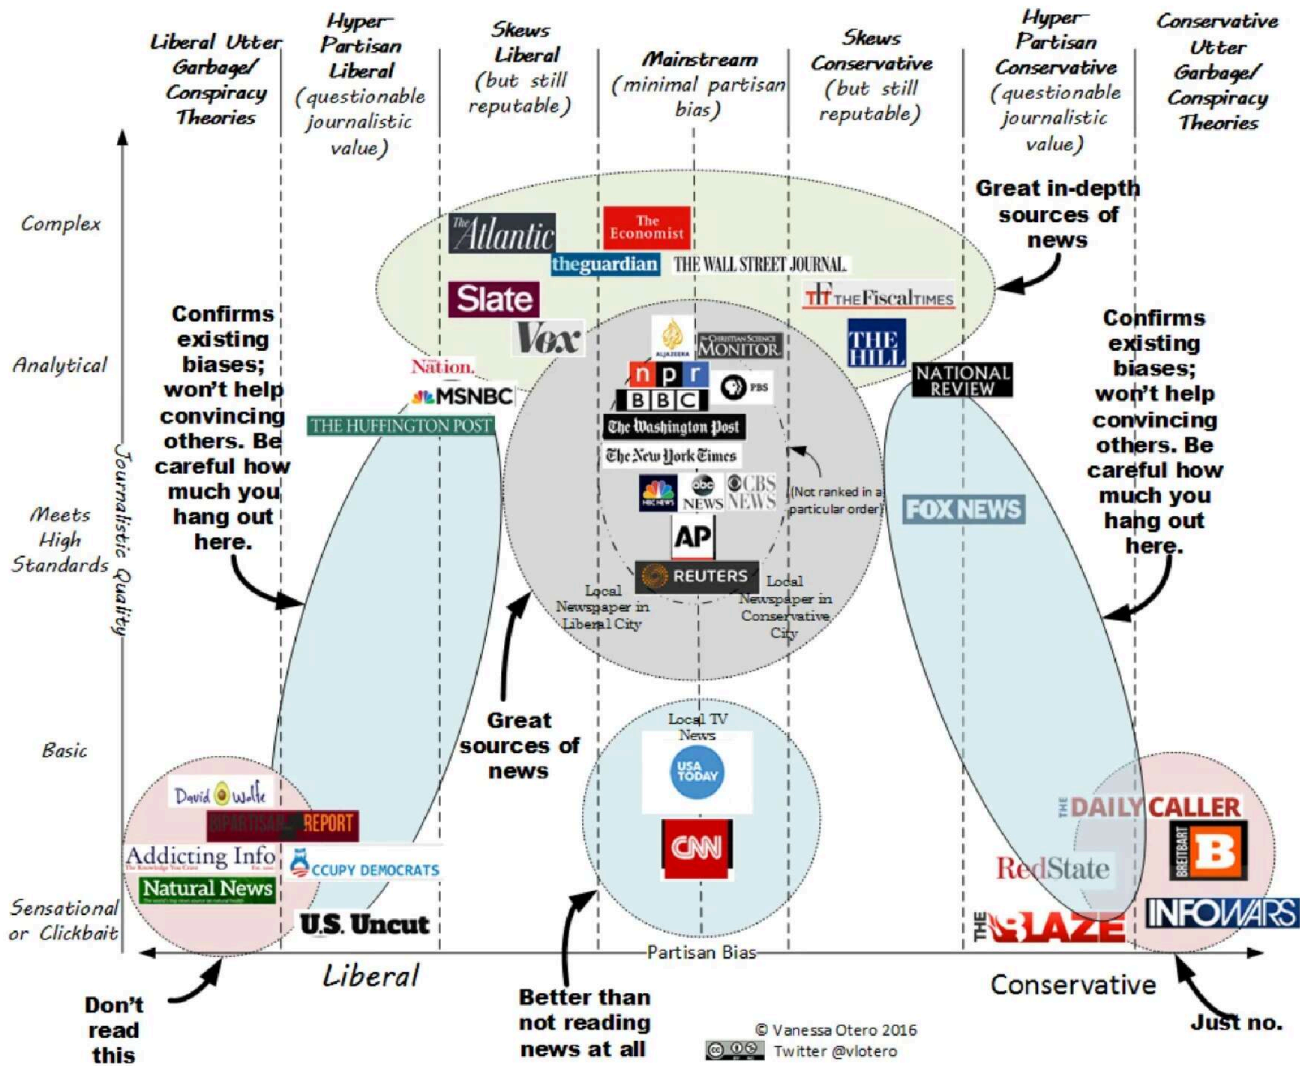 Liberal Utter
Garbage/
Conspiracy
Theories
Hyper-
Partisan
Liberal
(questionable
journalistic
value)
Skews
Liberal
(but still
reputable)
Mainstream
(minimal partisan
bias)
Skews
Conservative
(but still
reputable)
Hyper-
Partisan
Conservative
(questionable
journalistic
value)
Conservative
Utter
Garbage/
Conspiracy
Theories
Great in-depth
sources of
news
Complex
The Atlantic
The
Economist
theguardian
THE WALL STREET JOURNAL.
Slate
TFT THE FISCAL TIMES
Vox
ALJAZEERA
The CHRISTIAN SCIENCE
MONITOR
THE
HILL
Confirms
existing
biases;
won't help
convincing
others. Be
careful how
much you
hang out
here.
Confirms
existing
biases;
won't help
convincing
others. Be
careful how
much you
hang out
here.
Analytical
The Nation.
MSNBC
THE HUFFINGTON POST
npr
PBS
BBC
NATIONAL
REVIEW
The Washington Post
The New York Times
NBC NEWS
abc
NEWS
CBS
NEWS
(Not ranked in a
particular order)
FOX NEWS
Journalistic Quality
Meets
High
Standards
AP
REUTERS
Local
Newspaper in
Liberal City
Local
Newspaper in
Conservative
City
Great
sources of
news
Basic
Local TV
News
USA
TODAY
CNN
David Wolfe
BIPARTISAN REPORT
Addicting Info
The Knowledge You Crave
OCCUPY DEMOCRATS
Natural News
U.S. Uncut
THE DAILY CALLER
BREITBART
B
RedState
INFOWARS
THE BLAZE
Sensational
or Clickbait
Partisan Bias
Liberal
Conservative
Don't
read
this
Better than
not reading
news at all
Just no.
© Vanessa Otero 2016
cc
Twitter @vlotero